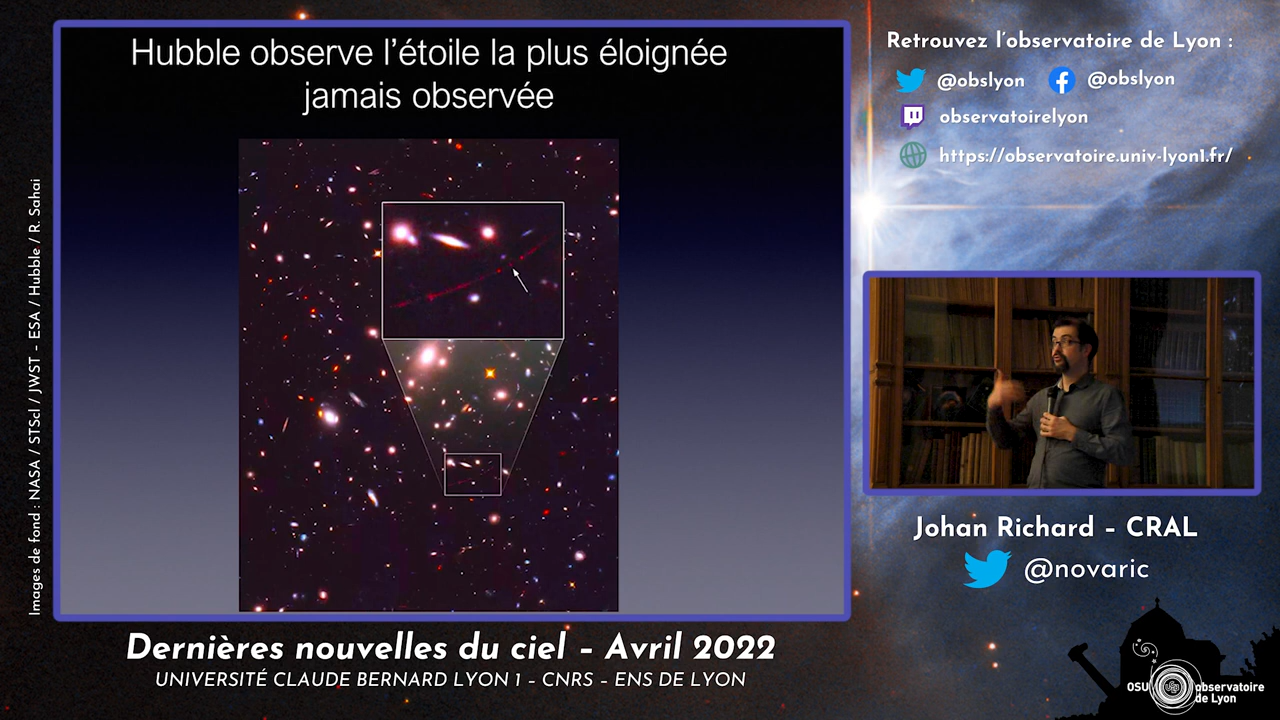 Hubble observe l'étoile la plus éloignée
jamais observée
Retrouvez l'observatoire de Lyon :
@obslyon @obslyon
observatoirelyon
https://observatoire.univ-lyon1.fr/
Images de fond : NASA / STScI / JWST - ESA / Hubble / R. Sahai
Johan Richard – CRAL
@novaric
Dernières nouvelles du ciel – Avril 2022
UNIVERSITÉ CLAUDE BERNARD LYON 1 – CNRS – ENS DE LYON
OSU observatoire
de Lyon